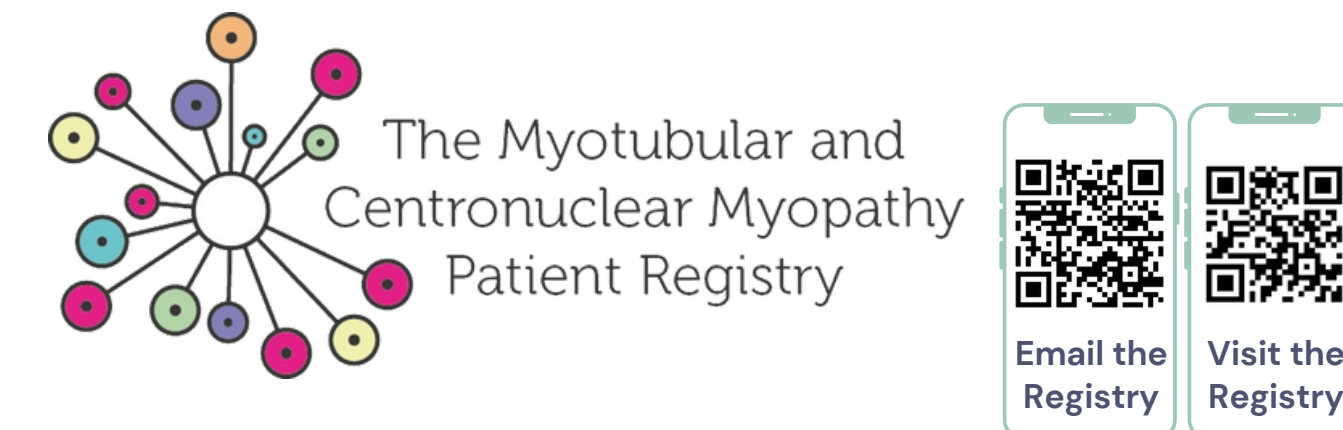 The Myotubular and
Centronuclear Myopathy
Patient Registry
Email the
Registry
Visit the
Registry